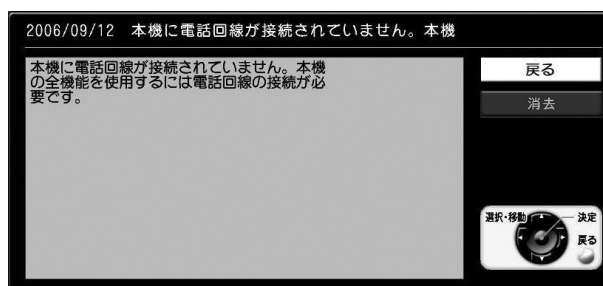 2006/09/12 本機に電話回線が接続されていません。本機
本機に電話回線が接続されていません。本機
の全機能を使用するには電話回線の接続が必
要です。
戻る
消去
選択・移動
決定
戻る